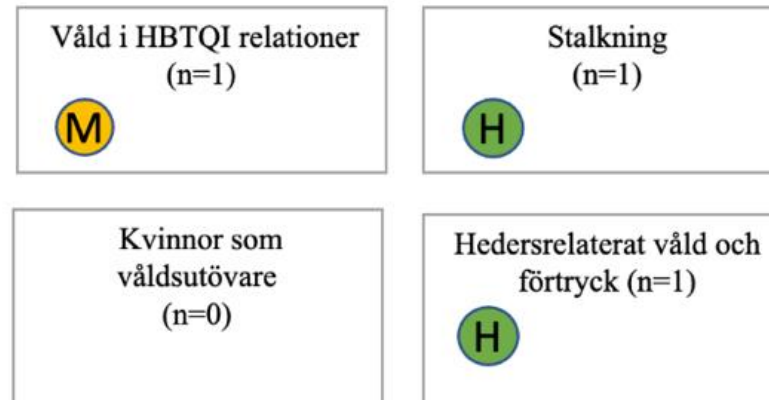 Våld i HBTQI relationer
(n=1)
M
Stalkning
(n=1)
H
Kvinnor som
våldsutövare
(n=0)
Hedersrelaterat våld och
förtryck (n=1)
H